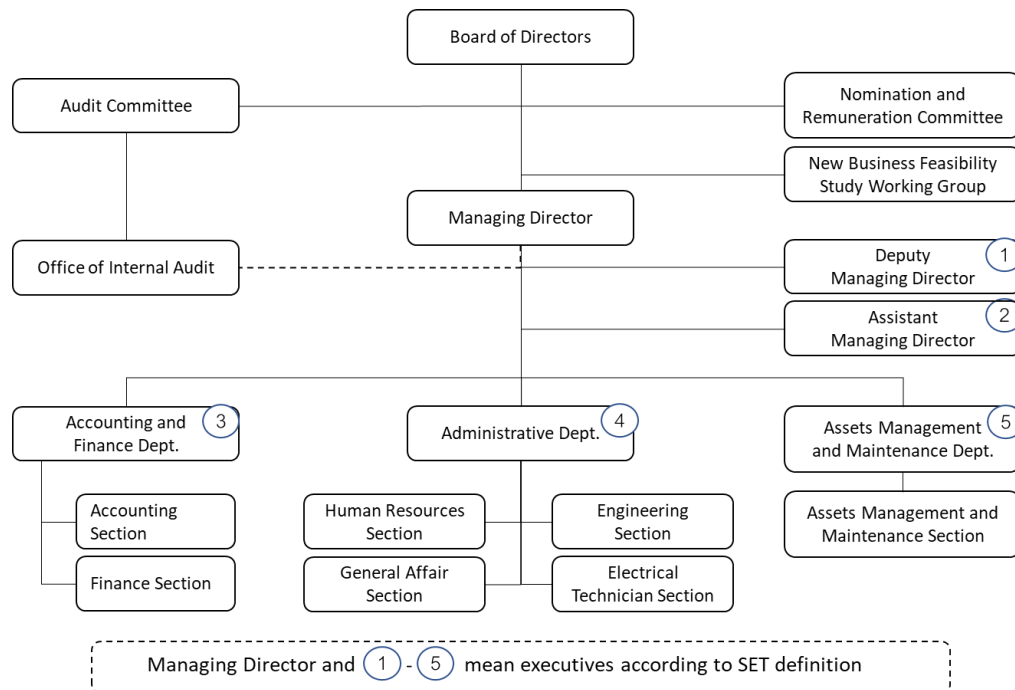 Board of Directors
Audit Committee
Nomination and
Remuneration Committee
New Business Feasibility
Study Working Group
Managing Director
Office of Internal Audit
Deputy
Managing Director
1
Assistant
Managing Director
2
Accounting and
Finance Dept.
3
Administrative Dept.
4
Assets Management
and Maintenance Dept.
5
Accounting
Section
Finance Section
Human Resources
Section
General Affair
Section
Engineering
Section
Electrical
Technician Section
Assets Management and
Maintenance Section
Managing Director and 1 - 5 mean executives according to SET definition